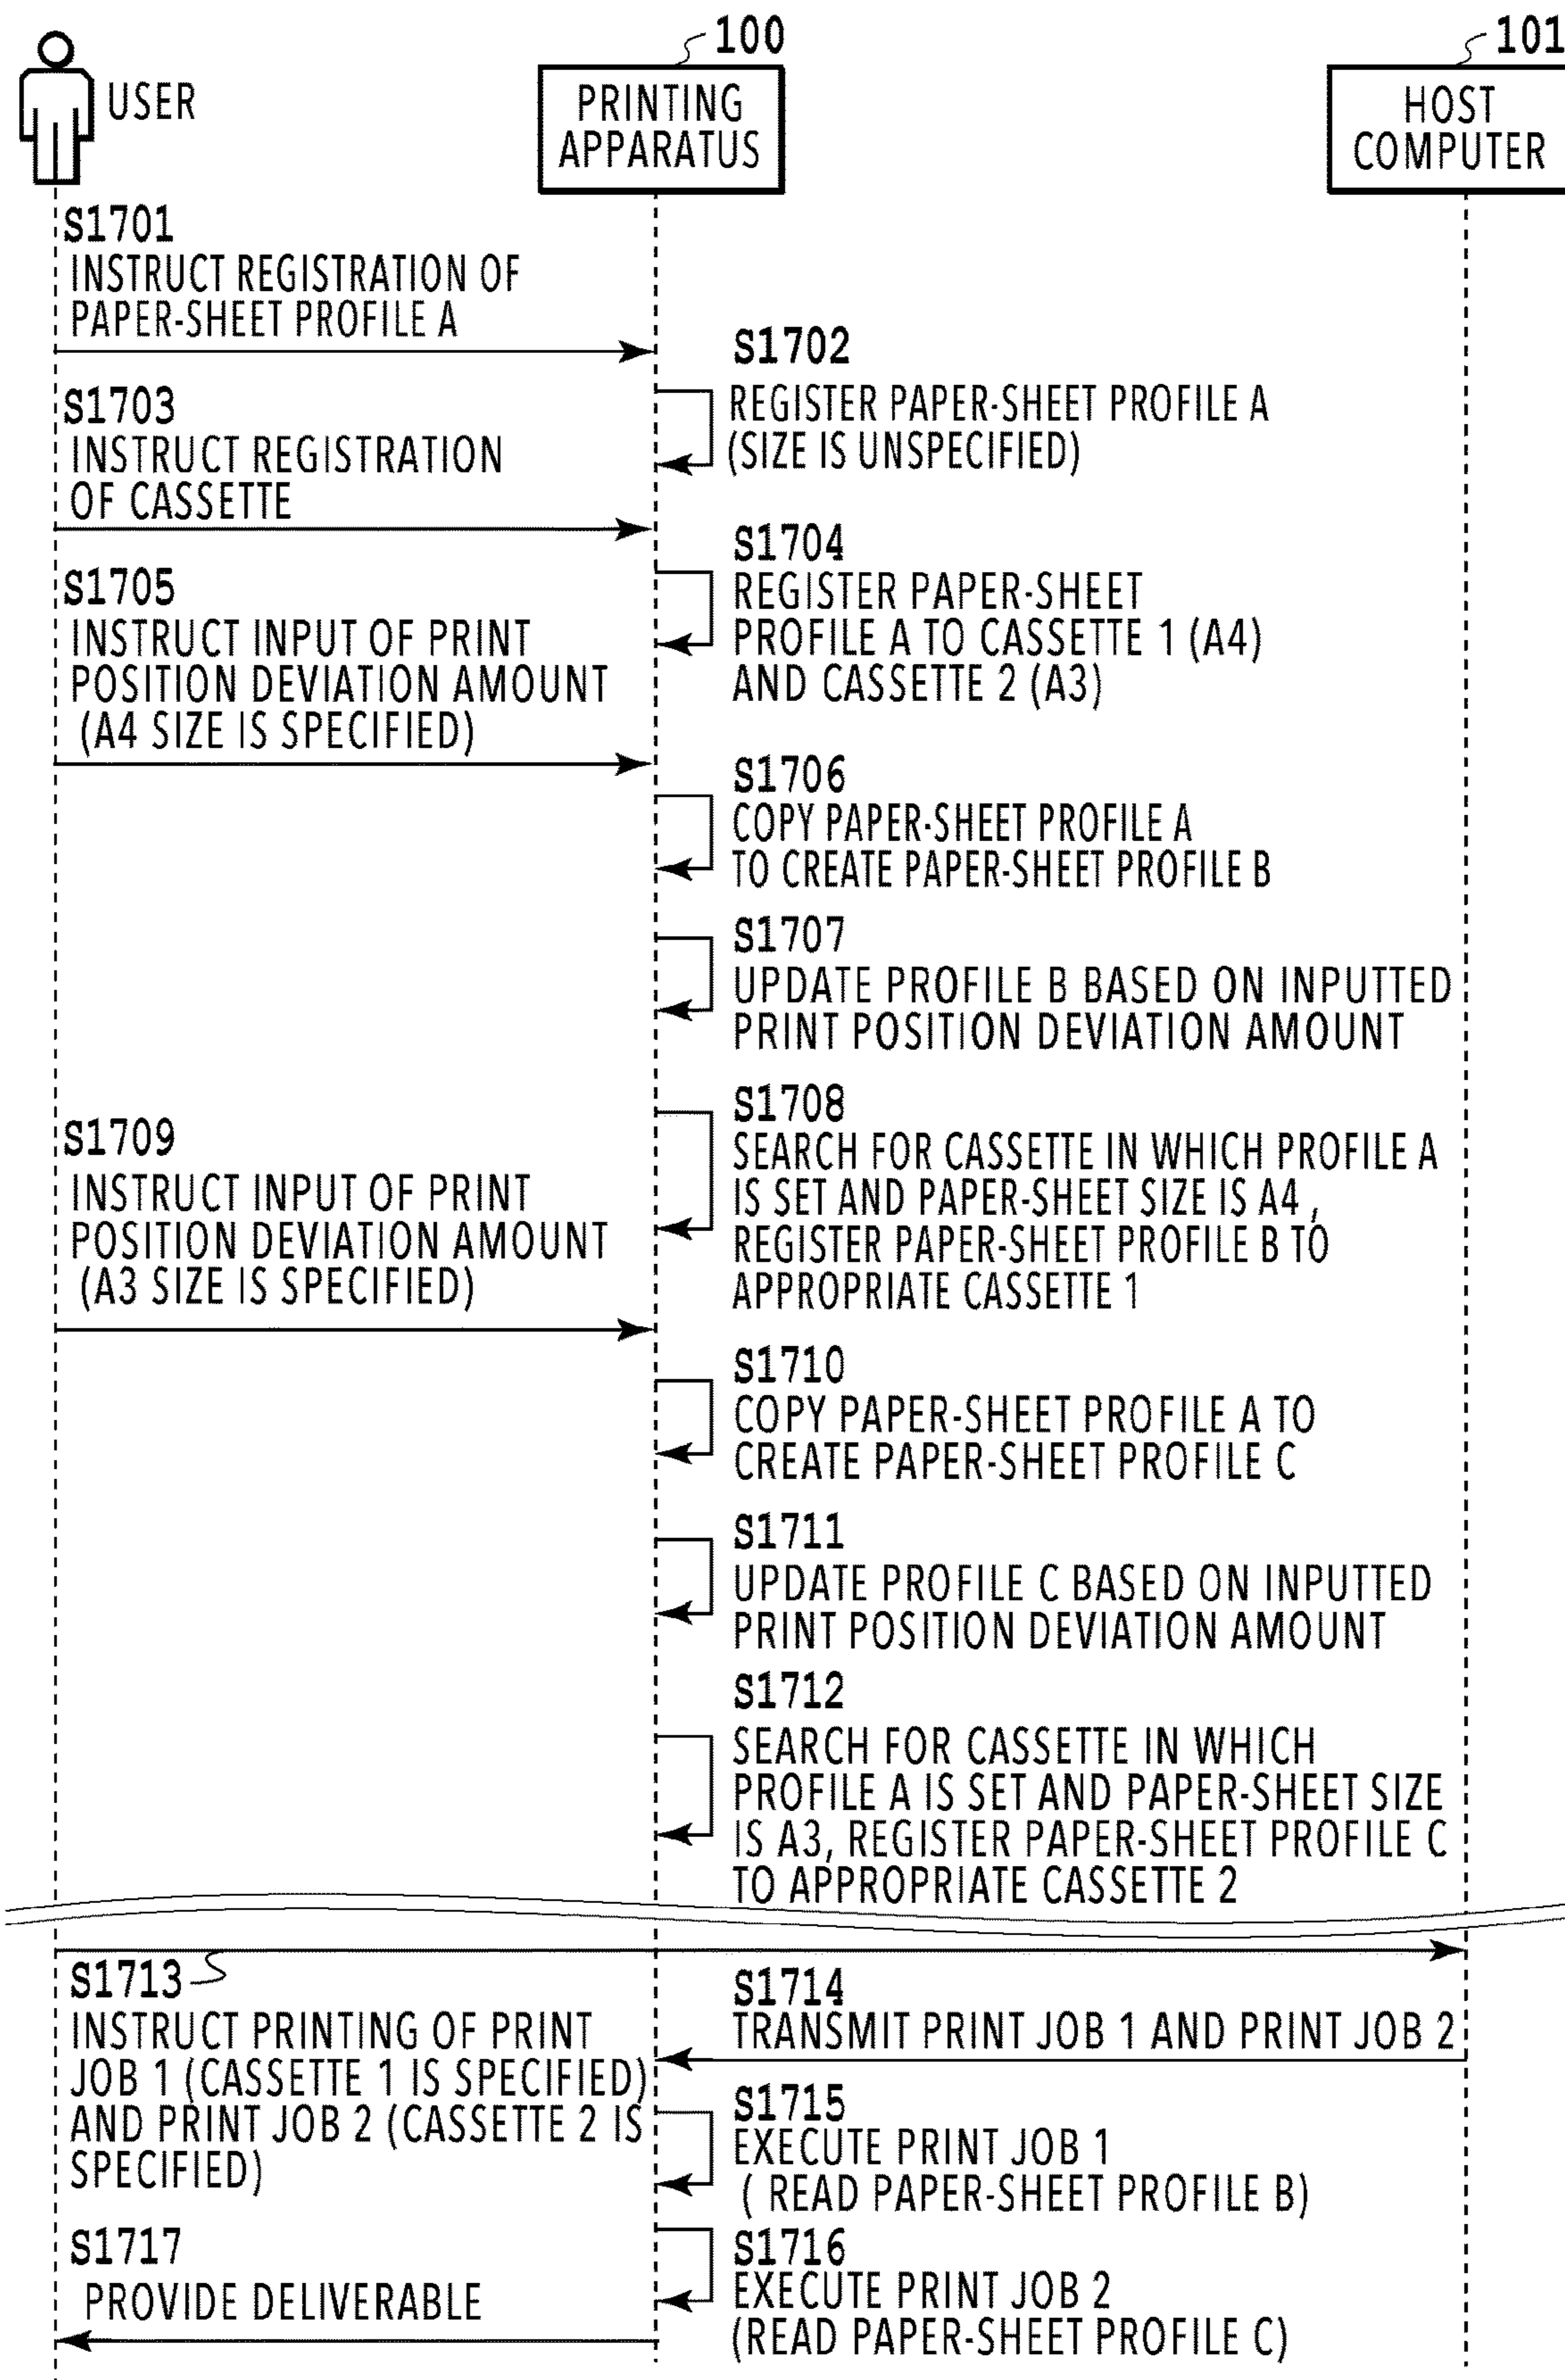 100
101
USER
PRINTING
APPARATUS
HOST
COMPUTER
S1701
INSTRUCT REGISTRATION OF
PAPER-SHEET PROFILE A
S1702
REGISTER PAPER-SHEET PROFILE A
(SIZE IS UNSPECIFIED)
S1703
INSTRUCT REGISTRATION
OF CASSETTE
S1704
REGISTER PAPER-SHEET
PROFILE A TO CASSETTE 1 (A4)
AND CASSETTE 2 (A3)
S1705
INSTRUCT INPUT OF PRINT
POSITION DEVIATION AMOUNT
(A4 SIZE IS SPECIFIED)
S1706
COPY PAPER-SHEET PROFILE A
TO CREATE PAPER-SHEET PROFILE B
S1707
UPDATE PROFILE B BASED ON INPUTTED
PRINT POSITION DEVIATION AMOUNT
S1708
SEARCH FOR CASSETTE IN WHICH PROFILE A
IS SET AND PAPER-SHEET SIZE IS A4,
REGISTER PAPER-SHEET PROFILE B TO
APPROPRIATE CASSETTE 1
S1709
INSTRUCT INPUT OF PRINT
POSITION DEVIATION AMOUNT
(A3 SIZE IS SPECIFIED)
S1710
COPY PAPER-SHEET PROFILE A TO
CREATE PAPER-SHEET PROFILE C
S1711
UPDATE PROFILE C BASED ON INPUTTED
PRINT POSITION DEVIATION AMOUNT
S1712
SEARCH FOR CASSETTE IN WHICH
PROFILE A IS SET AND PAPER-SHEET SIZE
IS A3, REGISTER PAPER-SHEET PROFILE C
TO APPROPRIATE CASSETTE 2
S1713
INSTRUCT PRINTING OF PRINT
JOB 1 (CASSETTE 1 IS SPECIFIED)
AND PRINT JOB 2 (CASSETTE 2 IS
SPECIFIED)
S1714
TRANSMIT PRINT JOB 1 AND PRINT JOB 2
S1715
EXECUTE PRINT JOB 1
( READ PAPER-SHEET PROFILE B)
S1716
EXECUTE PRINT JOB 2
(READ PAPER-SHEET PROFILE C)
S1717
PROVIDE DELIVERABLE